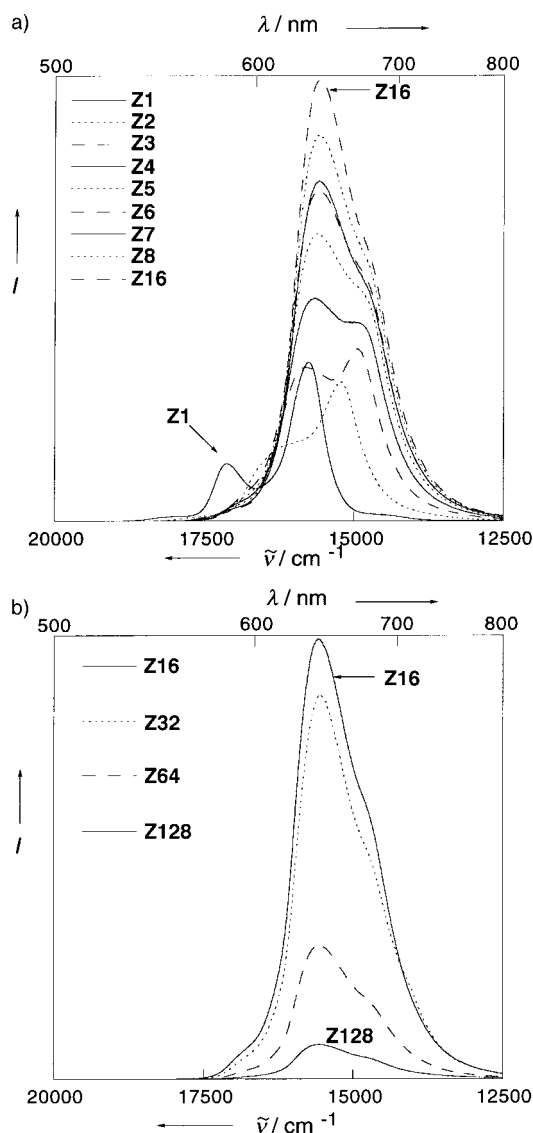 a)
λ / nm
500 600 700 800
Z1
Z2
Z3
Z4
Z5
Z6
Z7
Z8
Z16
Z16
I
Z1
20000 17500 15000 12500
ṽ / cm⁻¹
b)
λ / nm
500 600 700 800
Z16
Z32
Z64
Z128
Z16
I
Z128
20000 17500 15000 12500
ṽ / cm⁻¹